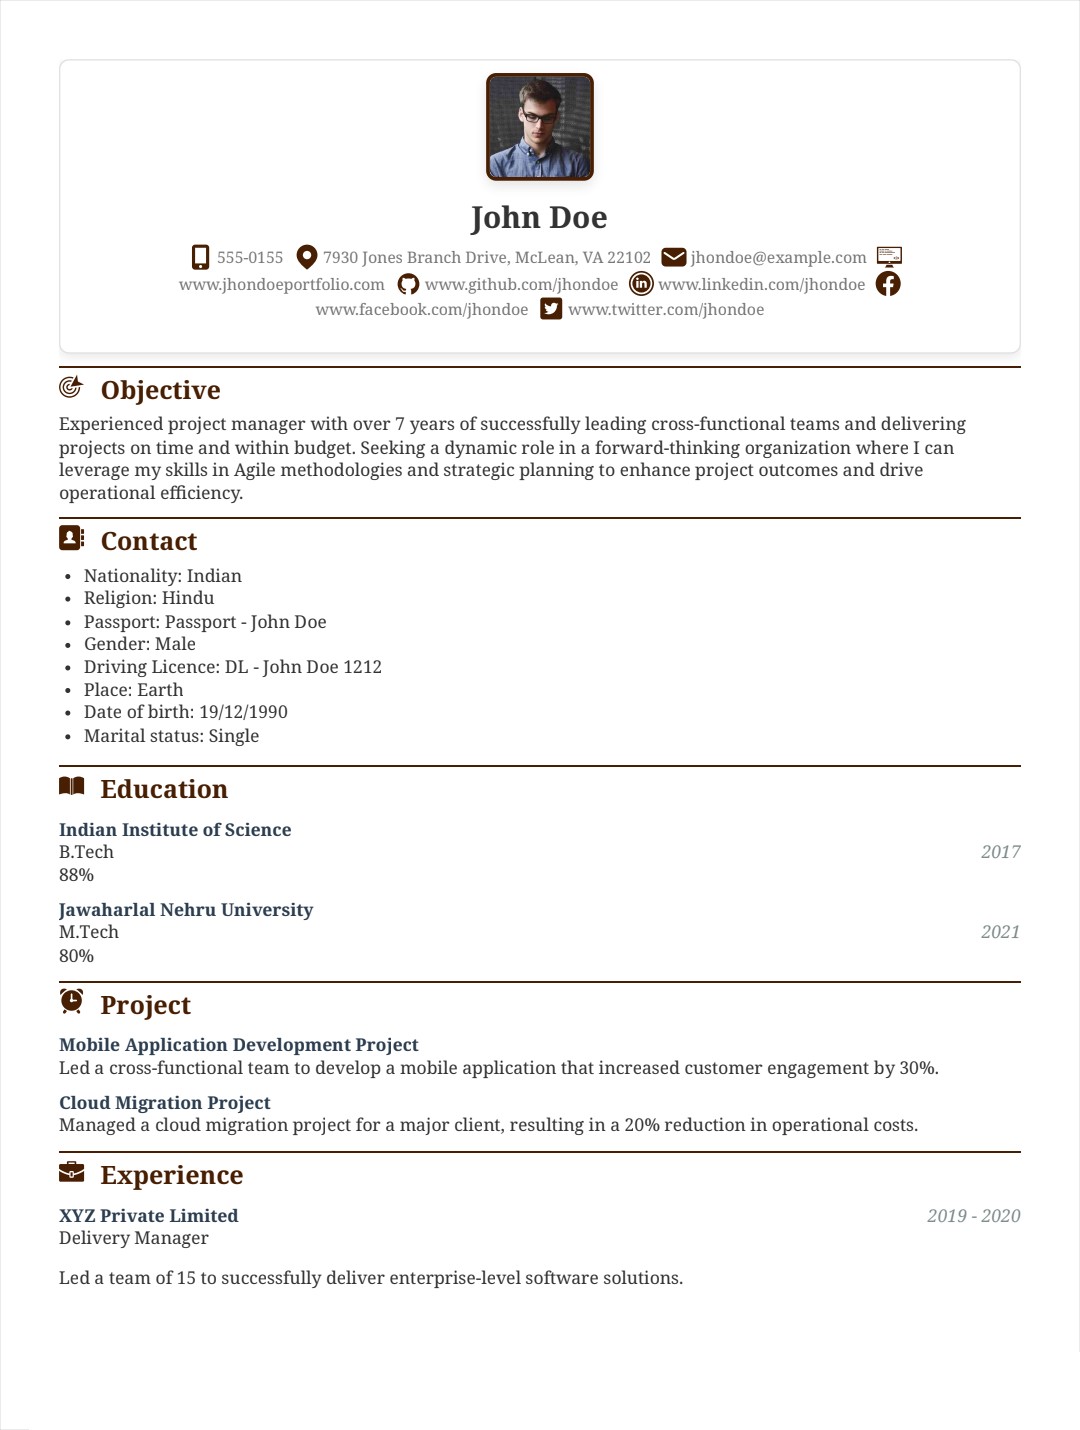 John Doe
555-0155 7930 Jones Branch Drive, McLean, VA 22102 jhondoe@example.com
www.jhondoeportfolio.com www.github.com/jhondoe www.linkedin.com/jhondoe
www.facebook.com/jhondoe www.twitter.com/jhondoe
Objective
Experienced project manager with over 7 years of successfully leading cross-functional teams and delivering
projects on time and within budget. Seeking a dynamic role in a forward-thinking organization where I can
leverage my skills in Agile methodologies and strategic planning to enhance project outcomes and drive
operational efficiency.
Contact
• Nationality: Indian
• Religion: Hindu
• Passport: Passport - John Doe
• Gender: Male
• Driving Licence: DL - John Doe 1212
• Place: Earth
• Date of birth: 19/12/1990
• Marital status: Single
Education
Indian Institute of Science
B.Tech 2017
88%
Jawaharlal Nehru University
M.Tech 2021
80%
Project
Mobile Application Development Project
Led a cross-functional team to develop a mobile application that increased customer engagement by 30%.
Cloud Migration Project
Managed a cloud migration project for a major client, resulting in a 20% reduction in operational costs.
Experience
XYZ Private Limited 2019 - 2020
Delivery Manager
Led a team of 15 to successfully deliver enterprise-level software solutions.